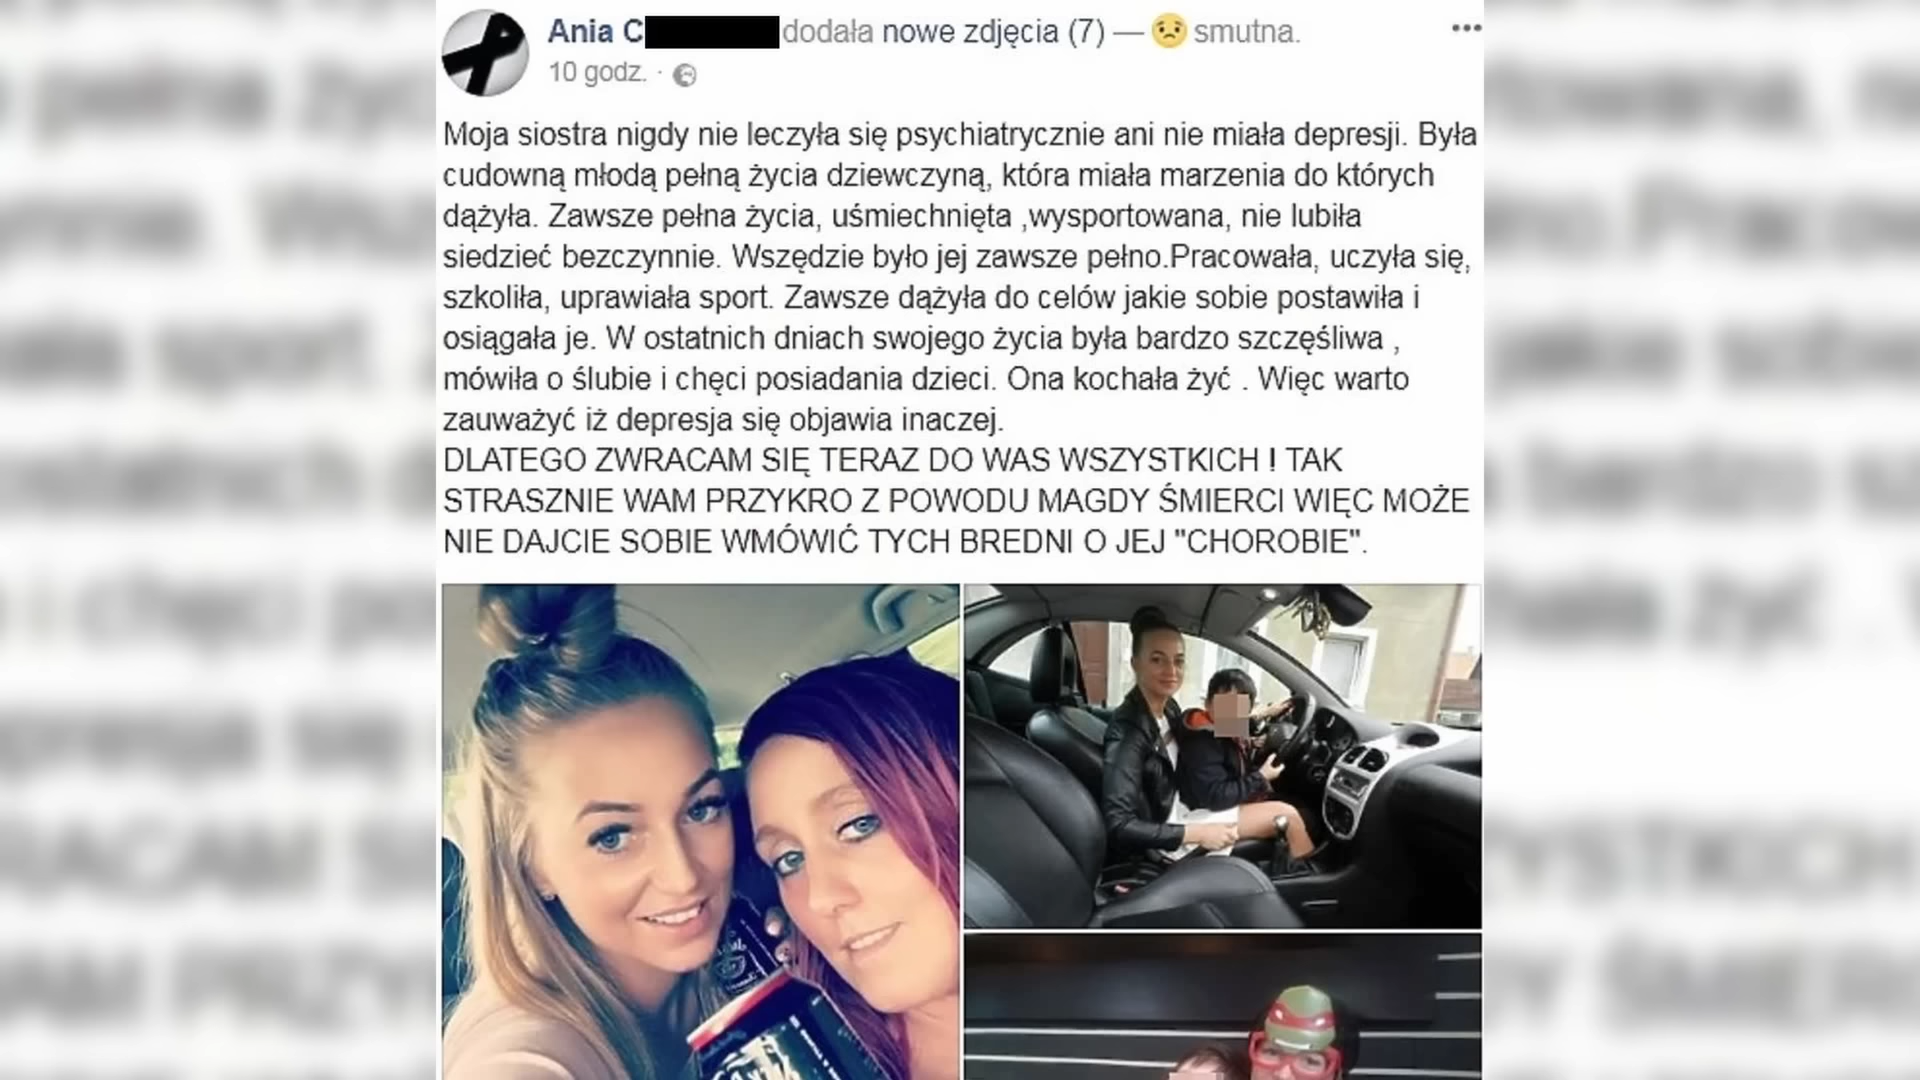 Ania C dodała nowe zdjęcia (7) — smutna.
10 godz. ·
Moja siostra nigdy nie leczyła się psychiatrycznie ani nie miała depresji. Była
cudowną młodą pełną życia dziewczyną, która miała marzenia do których
dążyła. Zawsze pełna życia, uśmiechnięta ,wysportowana, nie lubiła
siedzieć bezczynnie. Wszędzie było jej zawsze pełno.Pracowała, uczyła się,
szkoliła, uprawiała sport. Zawsze dążyła do celów jakie sobie postawiła i
osiągała je. W ostatnich dniach swojego życia była bardzo szczęśliwa ,
mówiła o ślubie i chęci posiadania dzieci. Ona kochała żyć . Więc warto
zauważyć iż depresja się objawia inaczej.
DLATEGO ZWRACAM SIĘ TERAZ DO WAS WSZYSTKICH ! TAK
STRASZNIE WAM PRZYKRO Z POWODU MAGDY ŚMIERCI WIĘC MOŻE
NIE DAJCIE SOBIE WMÓWIĆ TYCH BREDNI O JEJ "CHOROBIE".